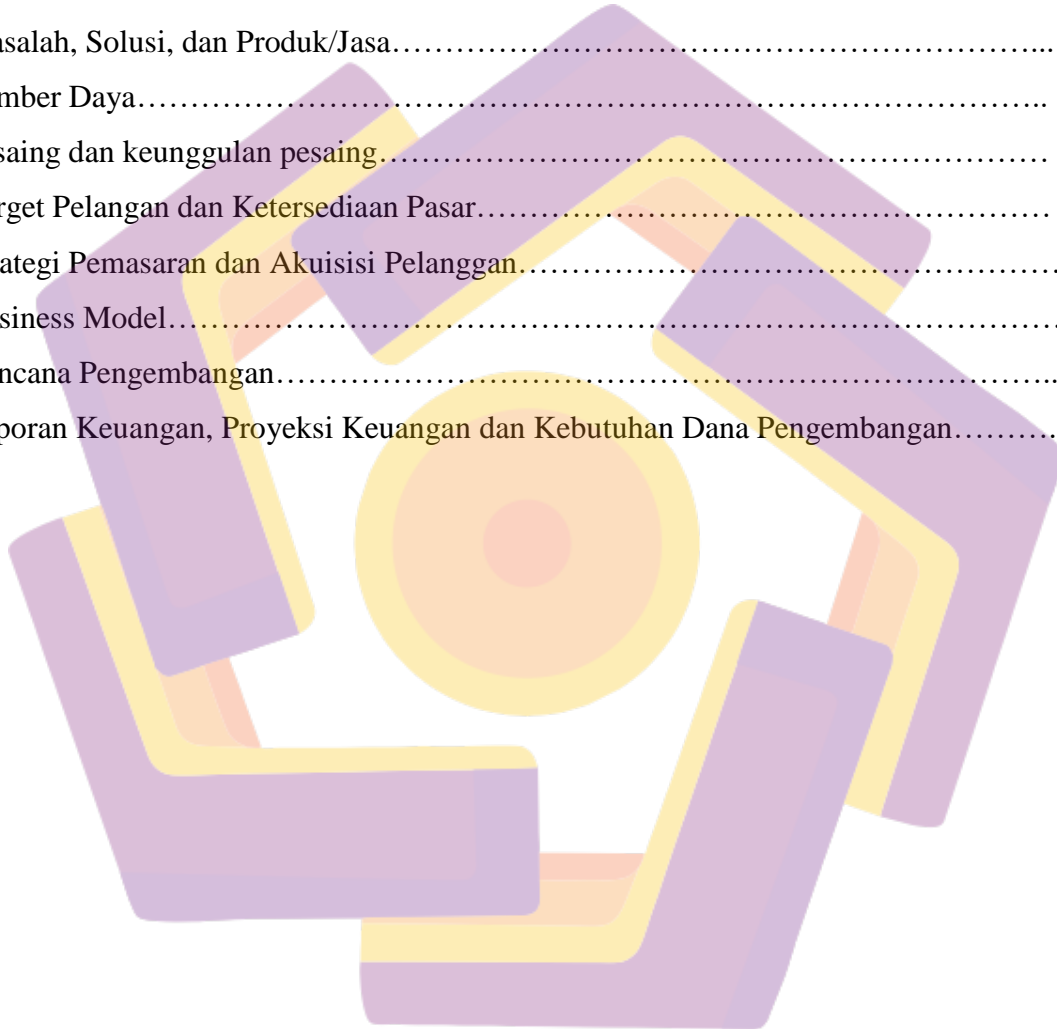 asalah, Solusi, dan Produk/Jasa…………………………………………………………...
mber Daya………………………………………………………………………………..
saing dan keunggulan pesaing……………………………………………………………
rget Pelangan dan Ketersediaan Pasar……………………………………………………
ategi Pemasaran dan Akuisisi Pelanggan…………………………………………………
siness Model………………………………………………………………………………
ncana Pengembangan……………………………………………………………………..
poran Keuangan, Proyeksi Keuangan dan Kebutuhan Dana Pengembangan………..